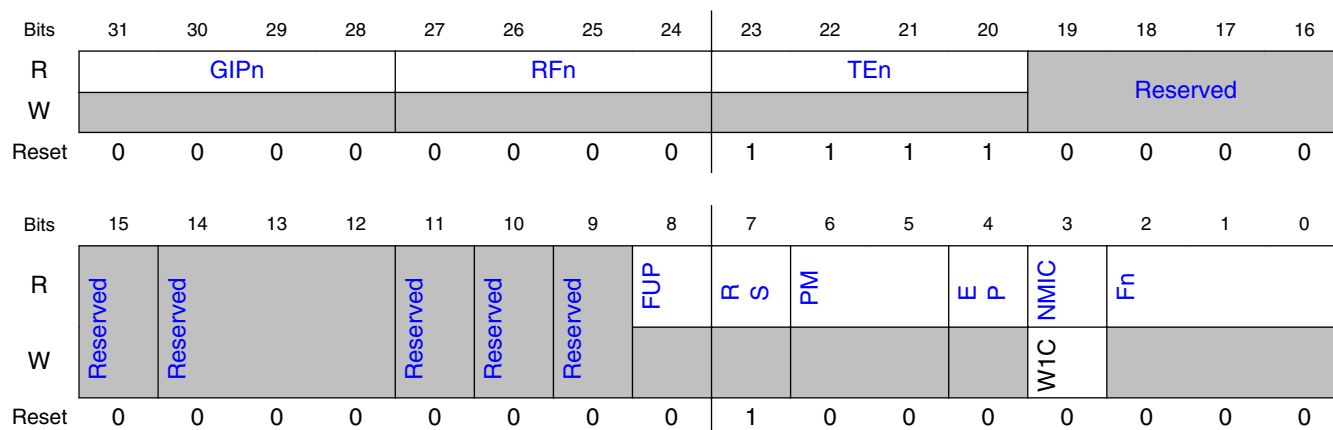 Bits 31 30 29 28 27 26 25 24 23 22 21 20 19 18 17 16
R GIPn RFn TEn Reserved
W
Reset 0 0 0 0 0 0 0 0 1 1 1 1 0 0 0 0
Bits 15 14 13 12 11 10 9 8 7 6 5 4 3 2 1 0
R Reserved Reserved Reserved Reserved Reserved FUP RS PM EP NMIC Fn
W W1C
Reset 0 0 0 0 0 0 0 0 1 0 0 0 0 0 0 0